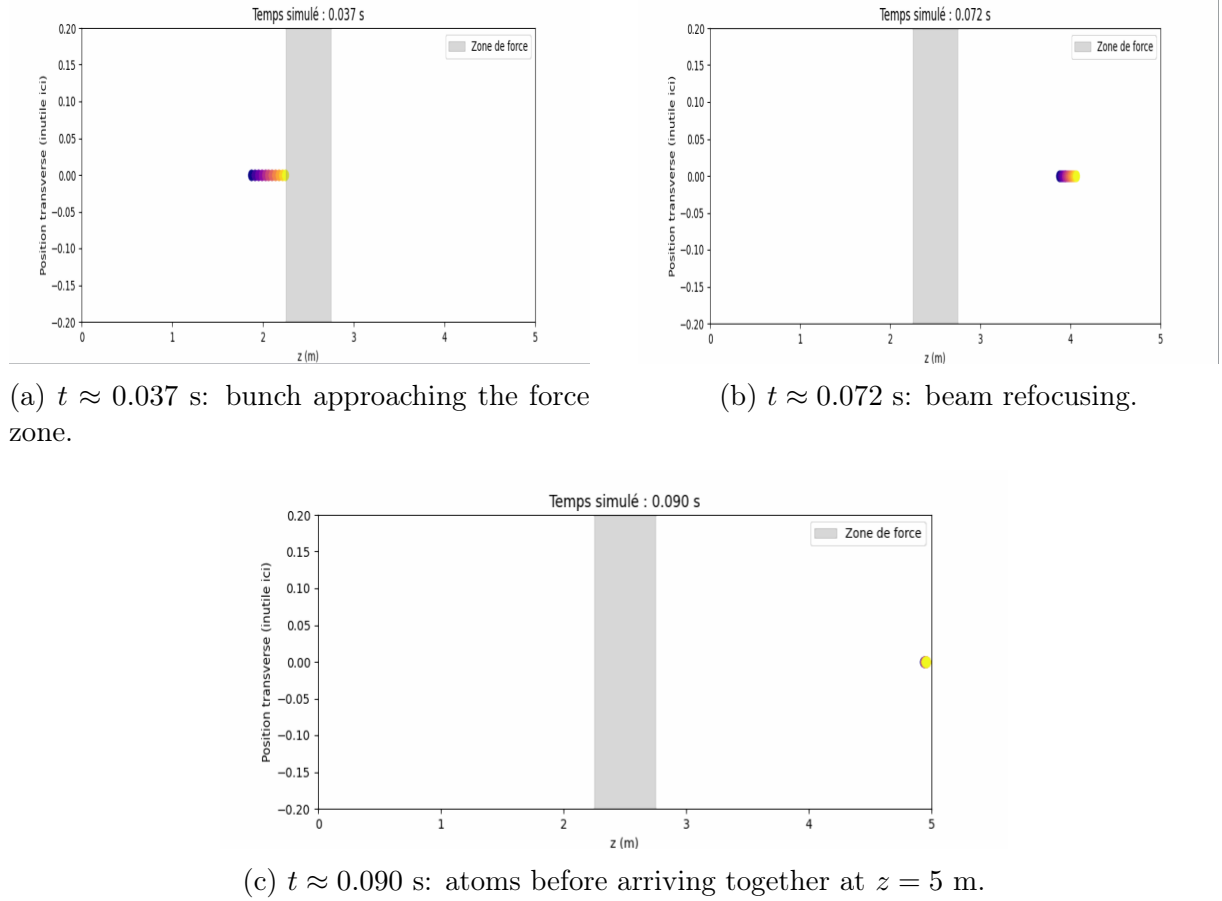 Temps simulé : 0.037 s
0.20
0.15
0.10
0.05
0.00
−0.05
−0.10
−0.15
−0.20
Position transverse (inutile ici)
Zone de force
0 1 2 3 4 5
z (m)
(a) t ≈ 0.037 s: bunch approaching the force
zone.
Temps simulé : 0.072 s
0.20
0.15
0.10
0.05
0.00
−0.05
−0.10
−0.15
−0.20
Position transverse (inutile ici)
Zone de force
0 1 2 3 4 5
z (m)
(b) t ≈ 0.072 s: beam refocusing.
Temps simulé : 0.090 s
0.20
0.15
0.10
0.05
0.00
−0.05
−0.10
−0.15
−0.20
Position transverse (inutile ici)
Zone de force
0 1 2 3 4 5
z (m)
(c) t ≈ 0.090 s: atoms before arriving together at z = 5 m.